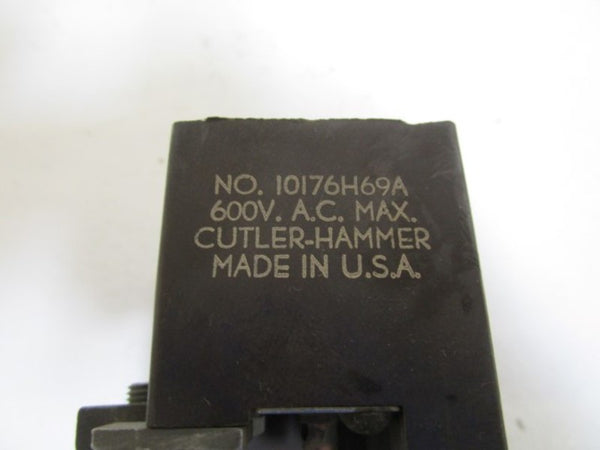 NO. 10176H69A
600V. A.C. MAX.
CUTLER-HAMMER
MADE IN U.S.A.